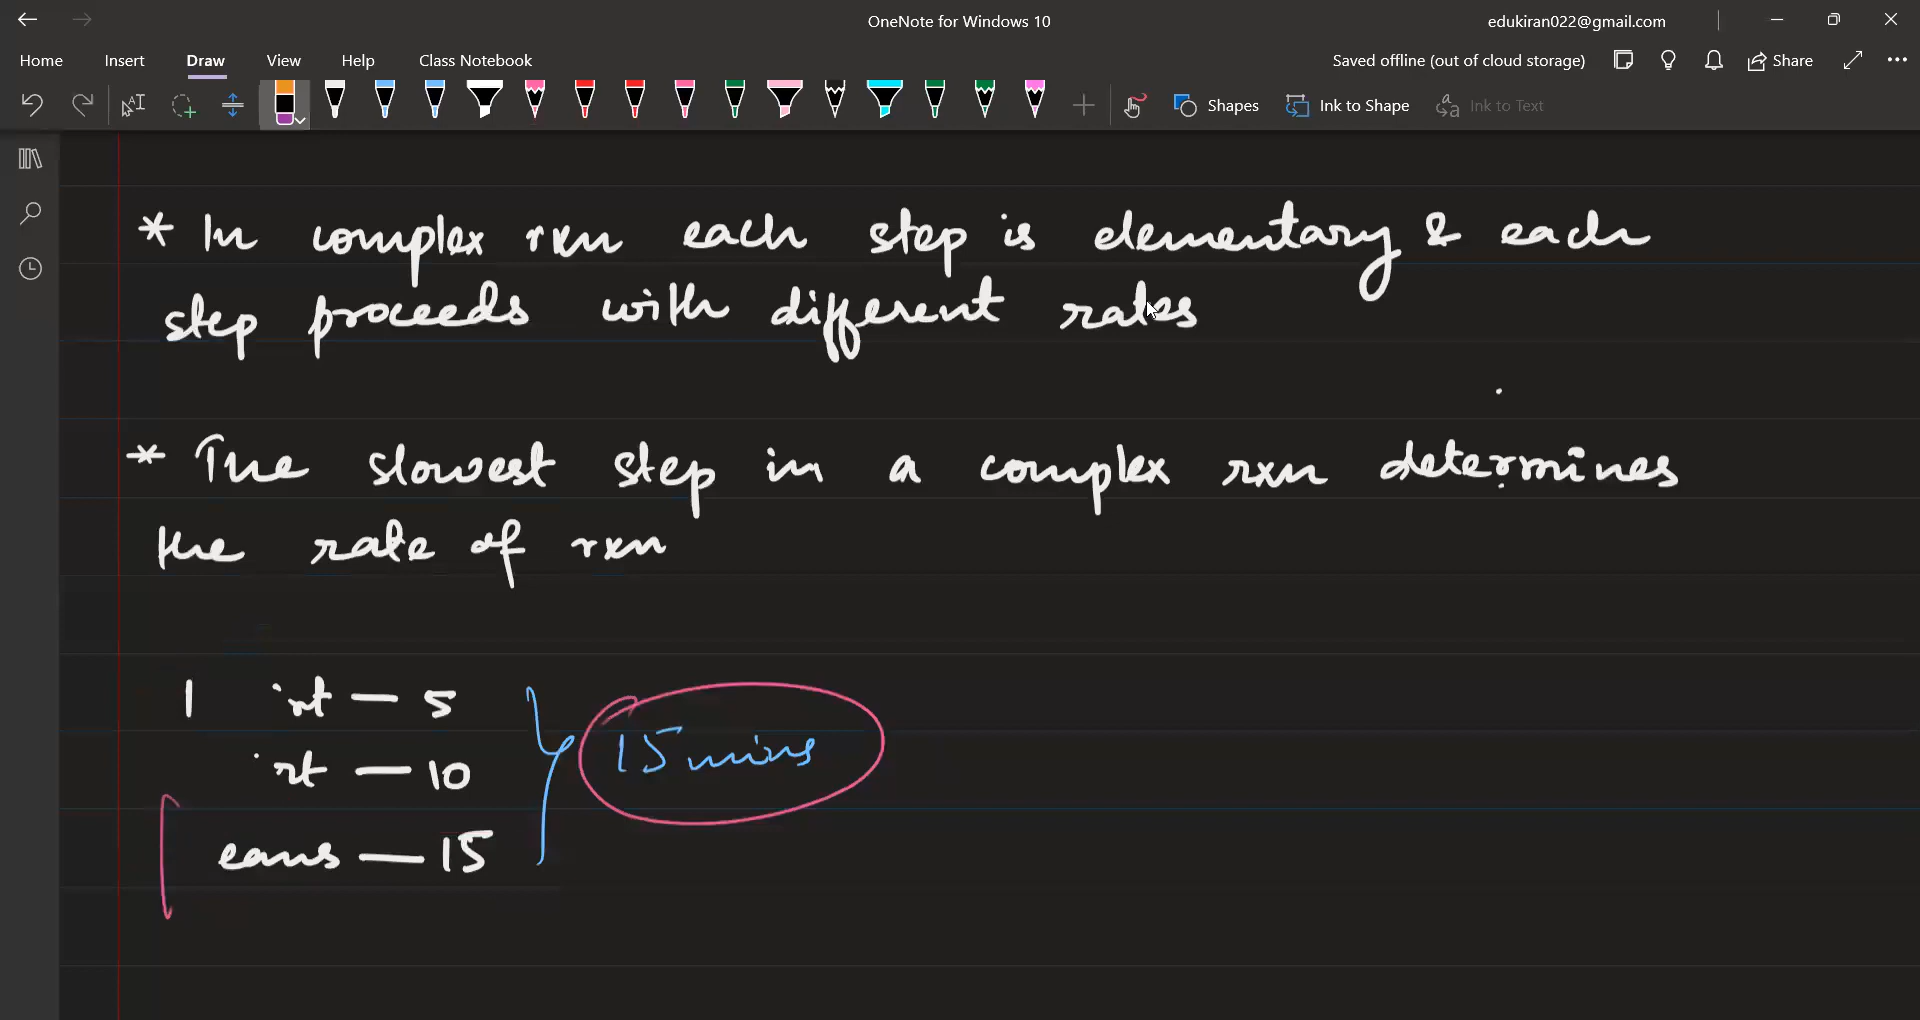 OneNote for Windows 10
edukiran022@gmail.com
Home Insert Draw View Help Class Notebook
Saved offline (out of cloud storage) Share
Shapes Ink to Shape Ink to Text
* In complex rxn each step is elementary & each
step proceeds with different rates
* The slowest step in a complex rxn determines
the rate of rxn
1 rt — 5
rt — 10
15 mins
eans — 15